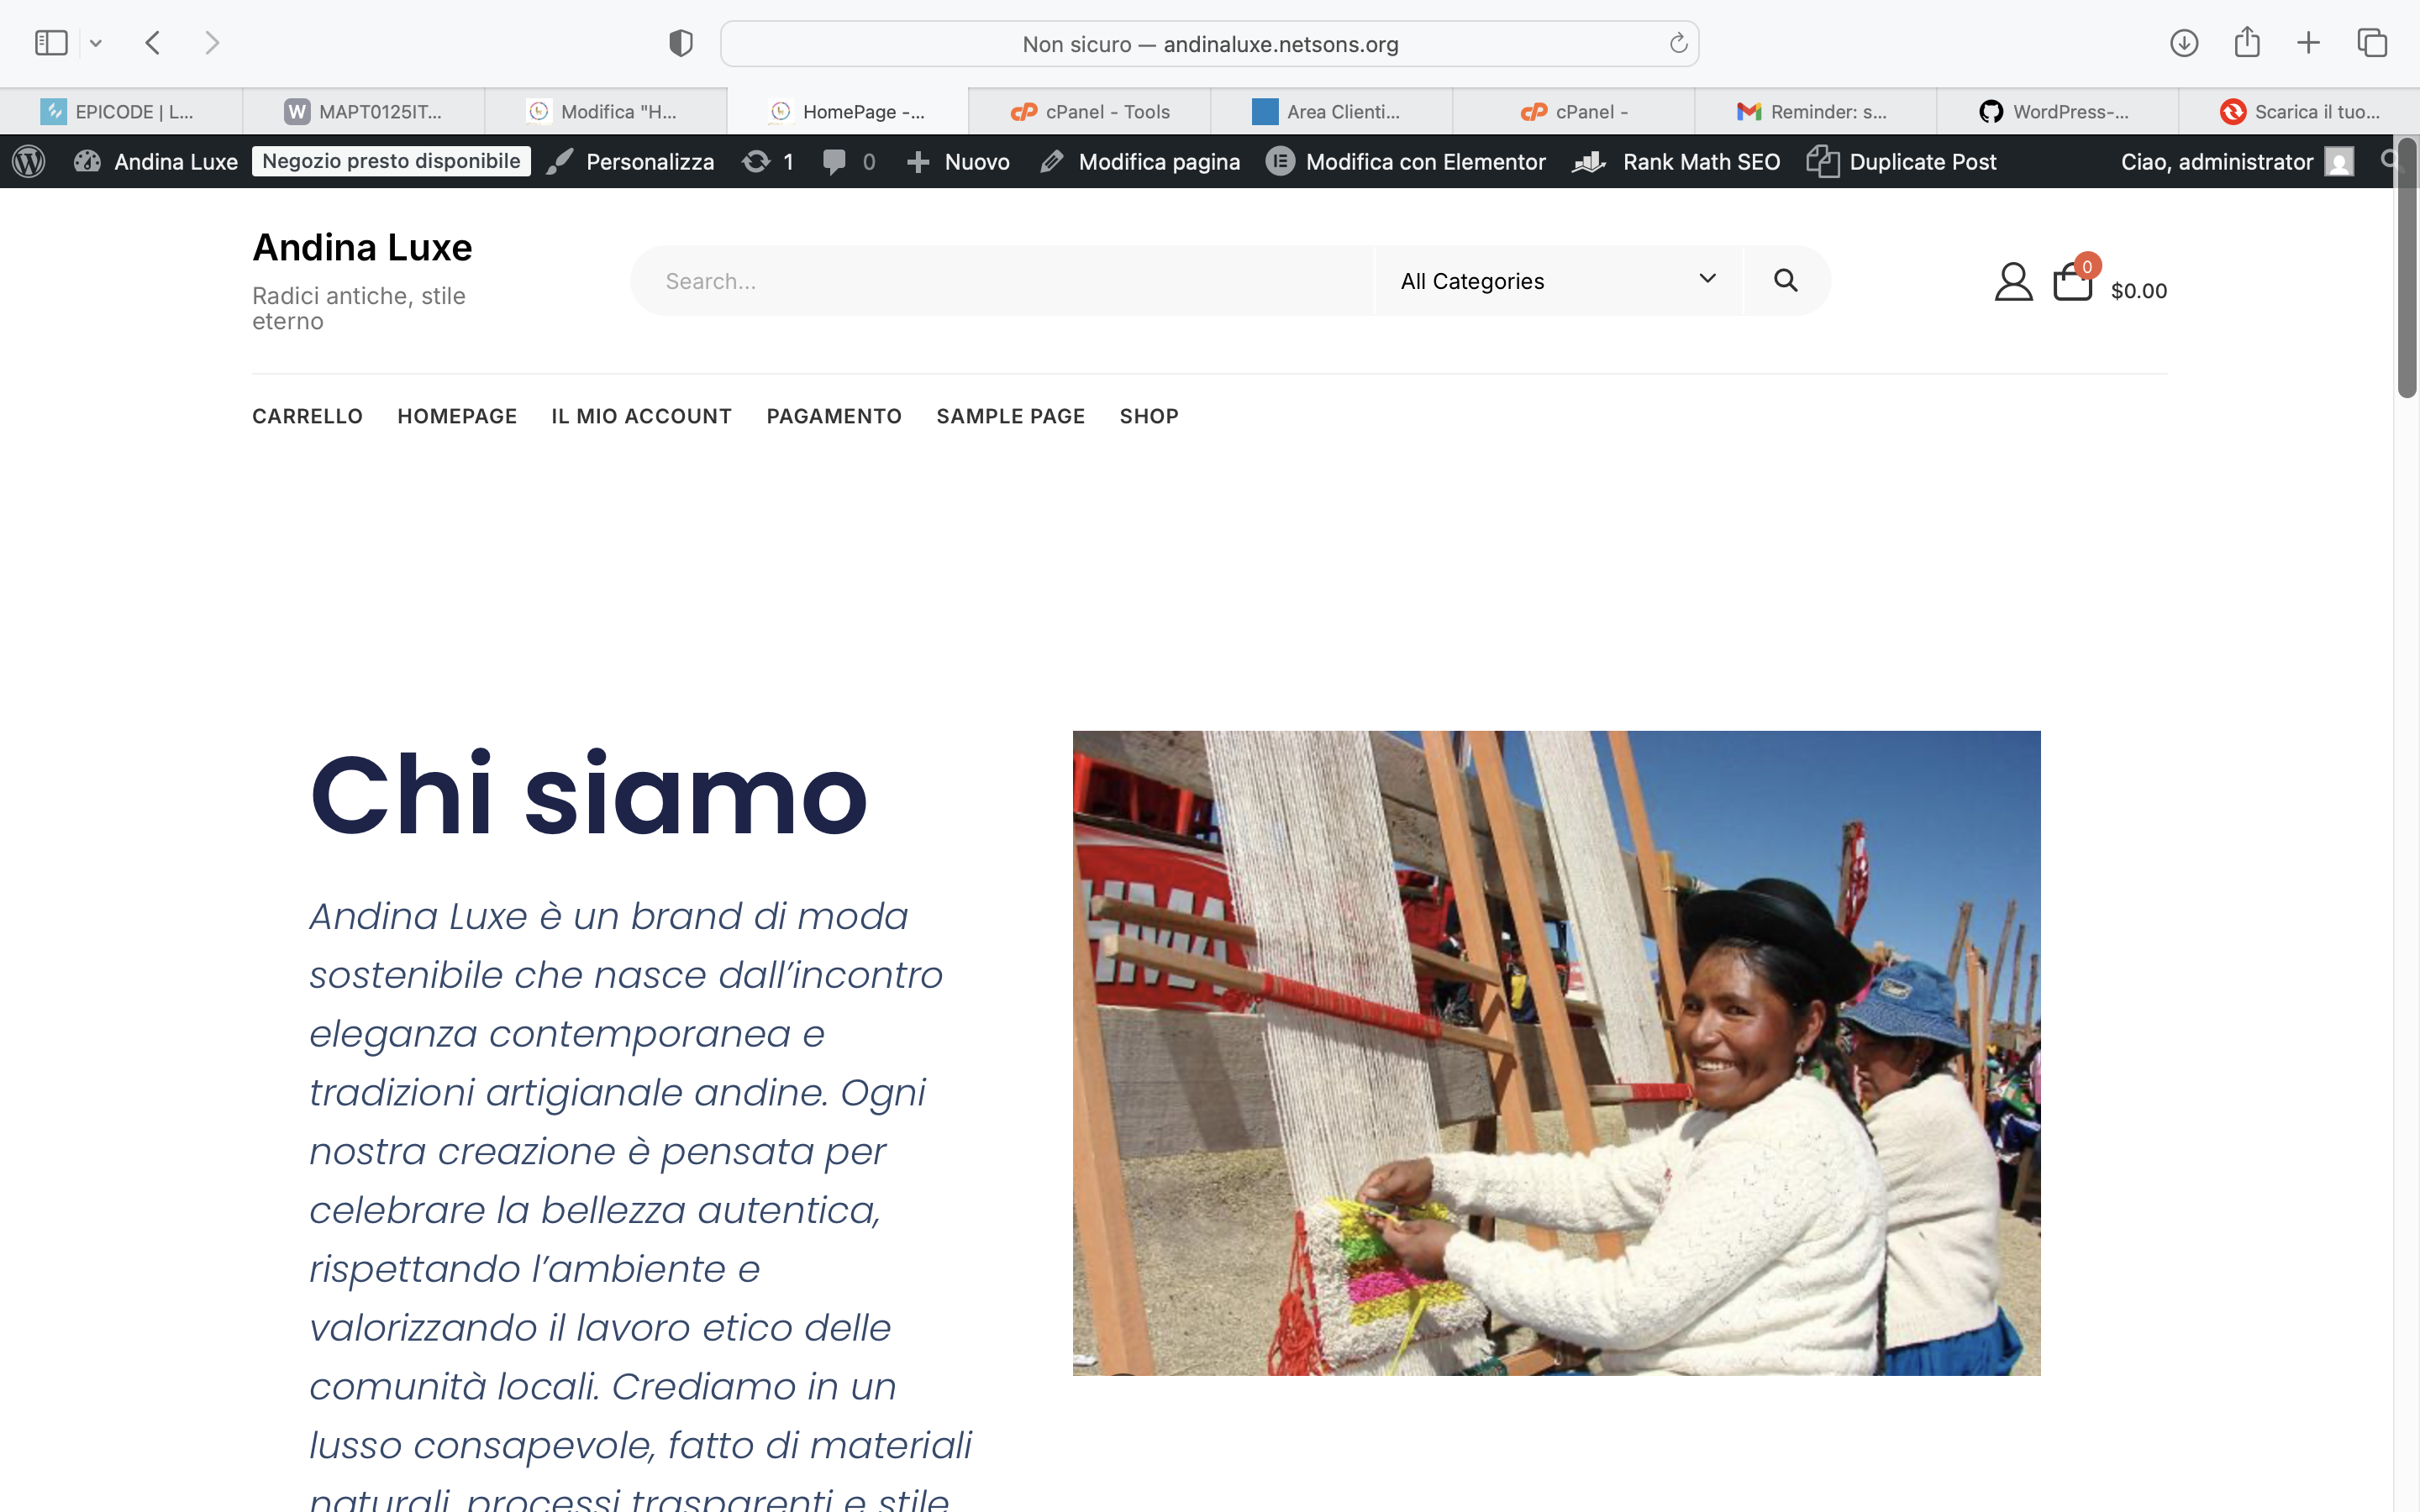 Non sicuro — andinaluxe.netsons.org
EPICODE | L...
MAPT0125IT...
Modifica "H...
HomePage -...
cPanel - Tools
Area Clienti...
cPanel -
Reminder: s...
WordPress-...
Scarica il tuo...
Andina Luxe
Negozio presto disponibile
Personalizza
1
0
Nuovo
Modifica pagina
Modifica con Elementor
Rank Math SEO
Duplicate Post
Ciao, administrator
Andina Luxe
Radici antiche, stile
eterno
Search...
All Categories
0
$0.00
CARRELLO
HOMEPAGE
IL MIO ACCOUNT
PAGAMENTO
SAMPLE PAGE
SHOP
Chi siamo
Andina Luxe è un brand di moda
sostenibile che nasce dall’incontro
eleganza contemporanea e
tradizioni artigianale andine. Ogni
nostra creazione è pensata per
celebrare la bellezza autentica,
rispettando l’ambiente e
valorizzando il lavoro etico delle
comunità locali. Crediamo in un
lusso consapevole, fatto di materiali
naturali, processi trasparenti e stile